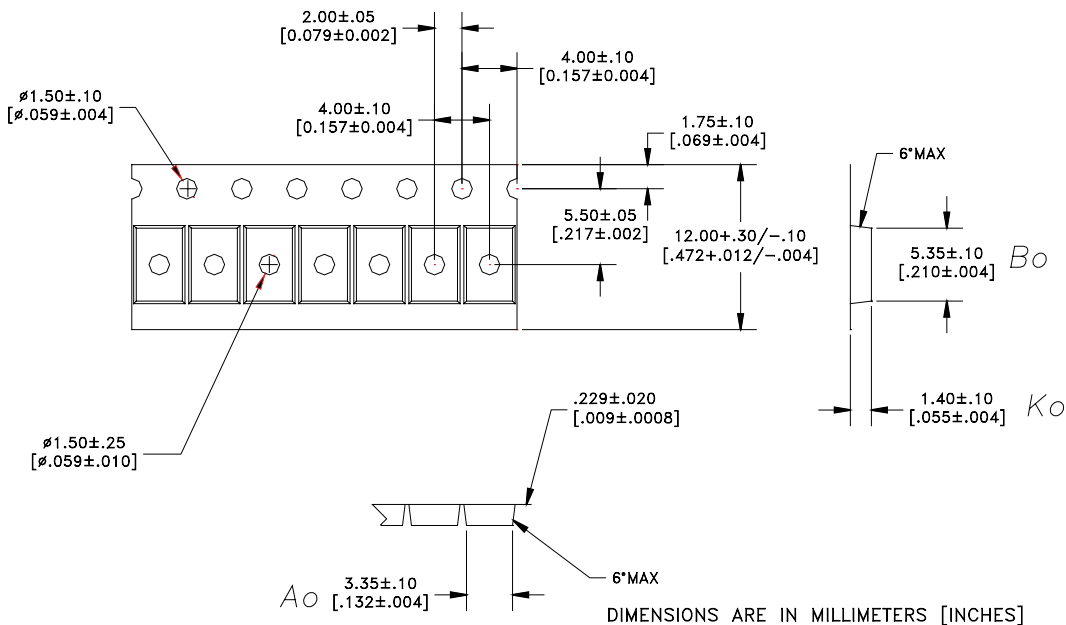 2.00±.05
[0.079±0.002]
4.00±.10
[0.157±0.004]
ø1.50±.10
[ø.059±.004]
4.00±.10
[0.157±0.004]
1.75±.10
[.069±.004]
6°MAX
5.50±.05
[.217±.002]
12.00+.30/-.10
[.472+.012/-.004]
5.35±.10
[.210±.004]
Bo
1.40±.10
[.055±.004]
Ko
.229±.020
[.009±.0008]
ø1.50±.25
[ø.059±.010]
6°MAX
Ao
3.35±.10
[.132±.004]
DIMENSIONS ARE IN MILLIMETERS [INCHES]